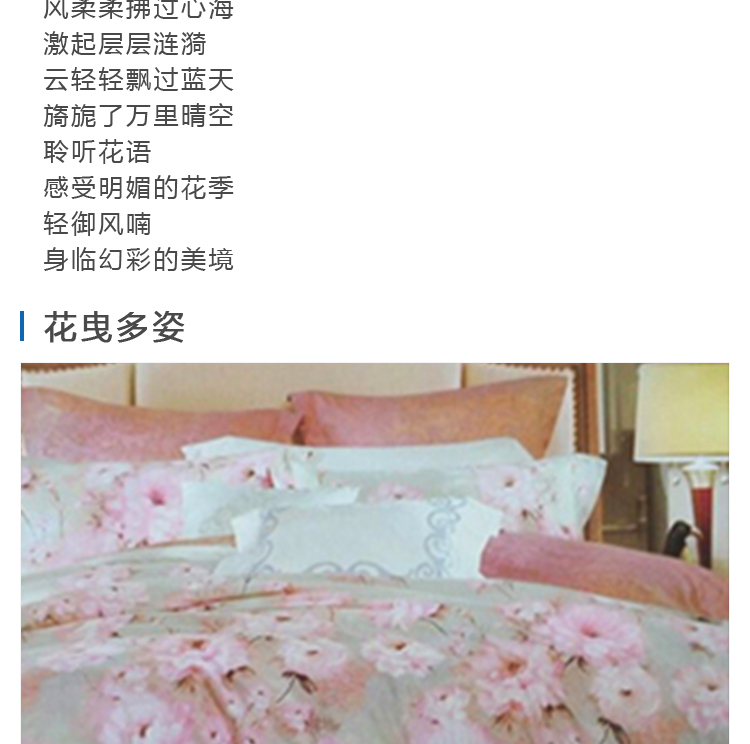 风柔柔拂过心海
激起层层涟漪
云轻轻飘过蓝天
旖旎了万里晴空
聆听花语
感受明媚的花季
轻御风喃
身临幻彩的美境
花曳多姿